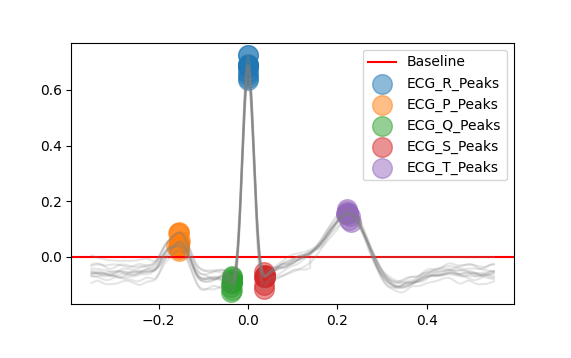 Baseline
ECG_R_Peaks
ECG_P_Peaks
ECG_Q_Peaks
ECG_S_Peaks
ECG_T_Peaks
0.6
0.4
0.2
0.0
−0.2 0.0 0.2 0.4